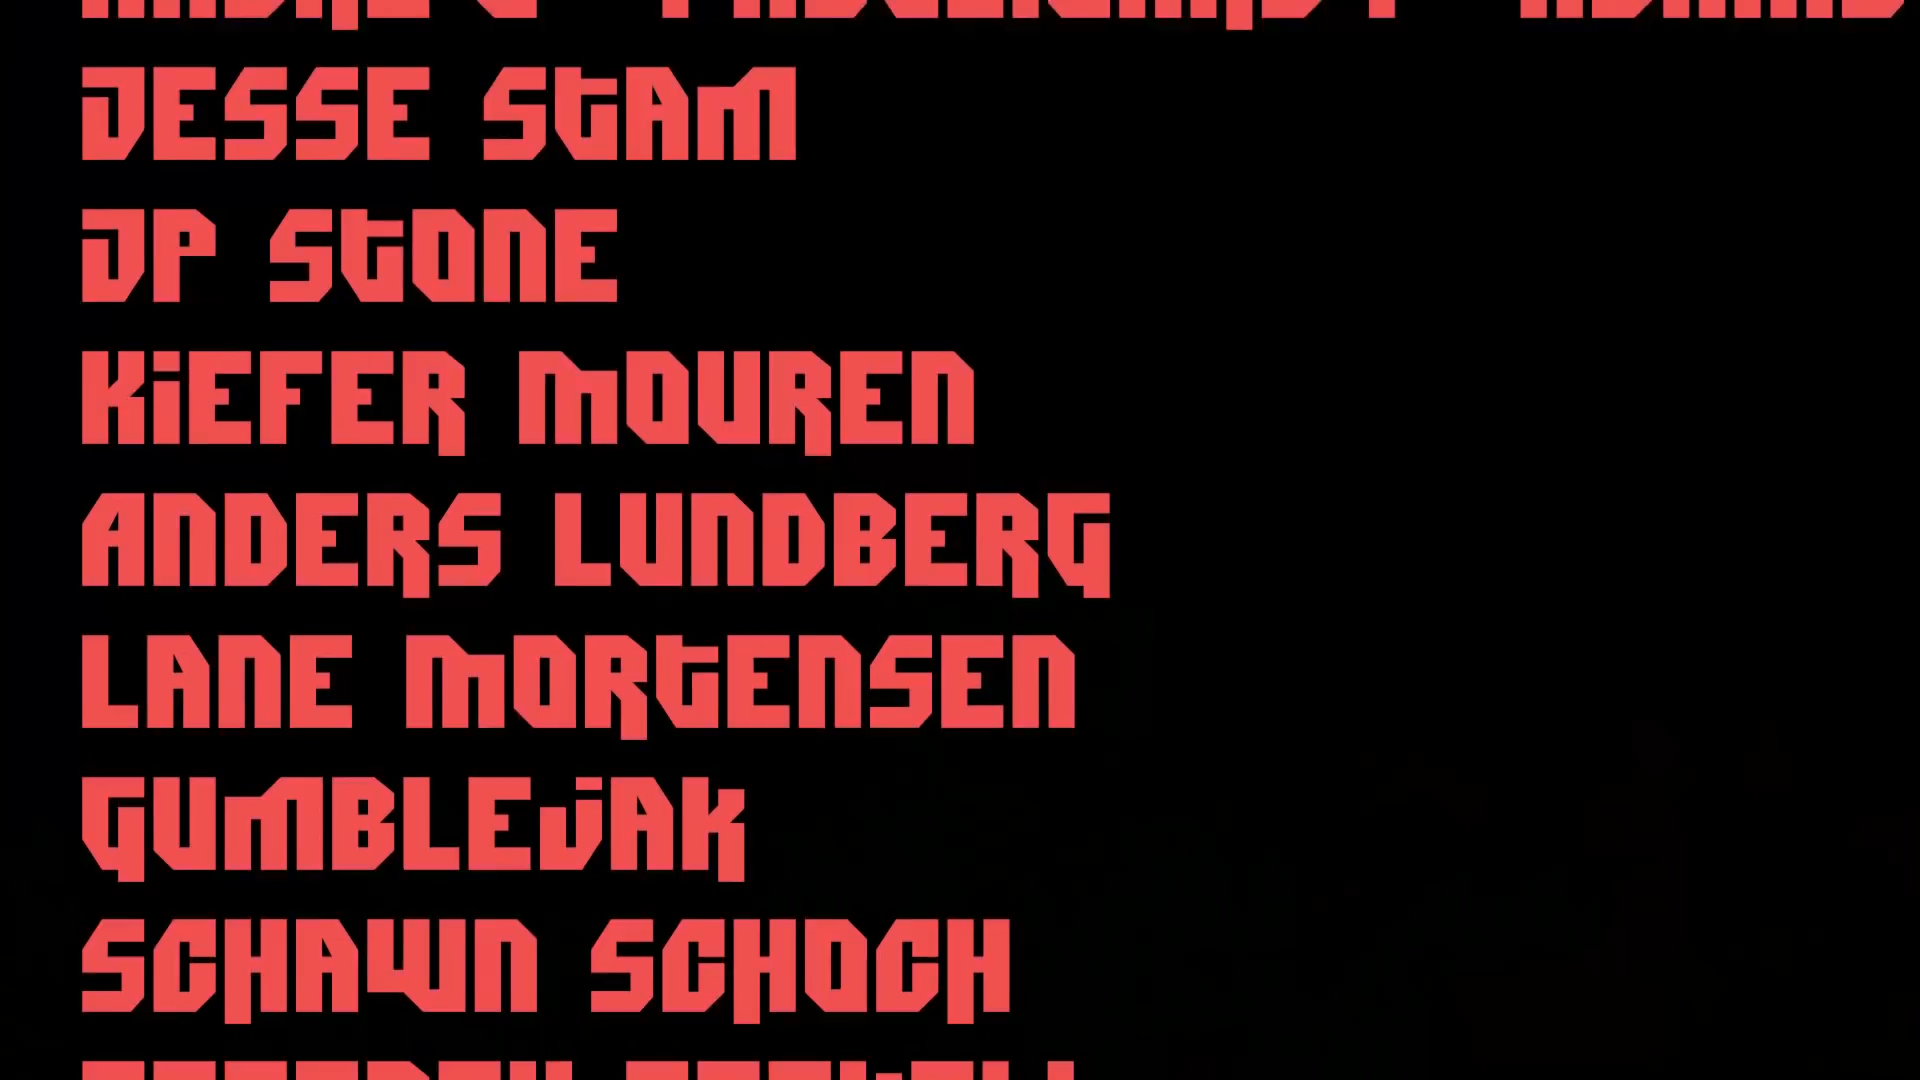 JESSE StAM
JP StONE
KiEFER MOUREN
ANDERS LUNDBERG
LANE MORtENSEN
GUMBLEjAK
SCHAWN SCHOCH